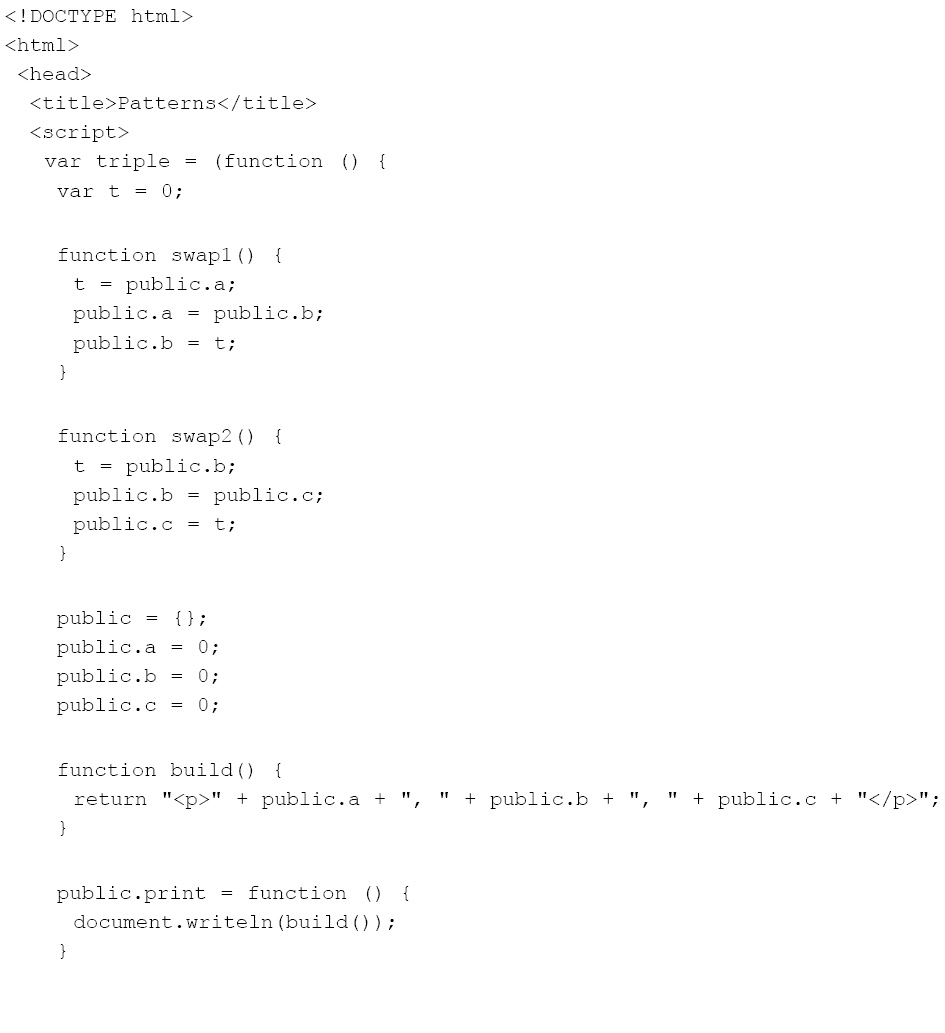 <!DOCTYPE html>
<html>
<head>
<title>Patterns</title>
<script>
var triple = (function () {
var t = 0;
function swap1() {
t = public.a;
public.a = public.b;
public.b = t;
}
function swap2() {
t = public.b;
public.b = public.c;
public.c = t;
}
public = {};
public.a = 0;
public.b = 0;
public.c = 0;
function build() {
return "<p>" + public.a + ", " + public.b + ", " + public.c + "</p>";
}
public.print = function () {
document.writeln(build());
}